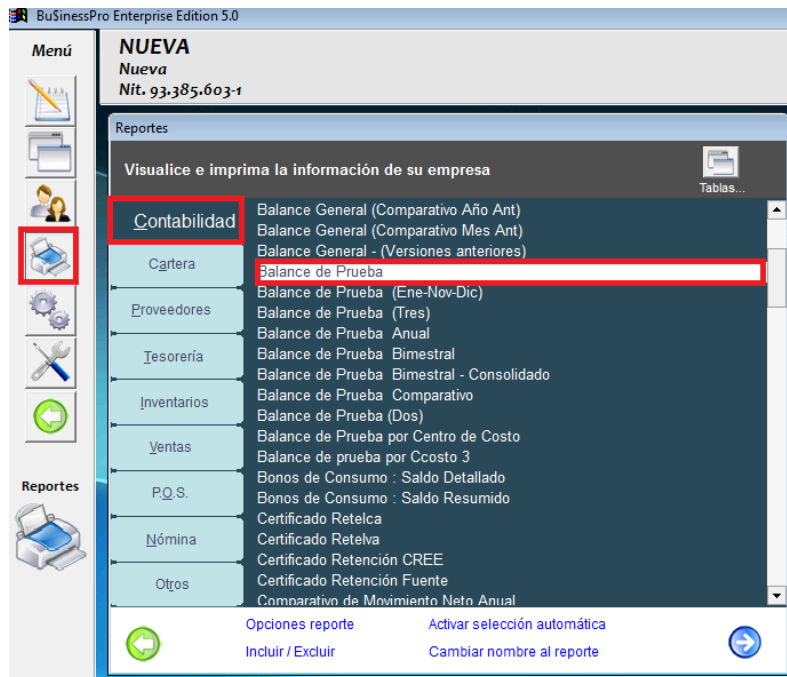 Bu$inessPro Enterprise Edition 5.0
Menú
NUEVA
Nueva
Nit. 93.385.603-1
Reportes
Visualice e imprima la información de su empresa
Tablas...
Contabilidad
Cartera
Proveedores
Tesorería
Inventarios
Ventas
P.O.S.
Nómina
Otros
Balance General (Comparativo Año Ant)
Balance General (Comparativo Mes Ant)
Balance General - (Versiones anteriores)
Balance de Prueba
Balance de Prueba (Ene-Nov-Dic)
Balance de Prueba (Tres)
Balance de Prueba Anual
Balance de Prueba Bimestral
Balance de Prueba Bimestral - Consolidado
Balance de Prueba Comparativo
Balance de Prueba (Dos)
Balance de Prueba por Centro de Costo
Balance de prueba por Ccosto 3
Bonos de Consumo : Saldo Detallado
Bonos de Consumo : Saldo Resumido
Certificado ReteIca
Certificado ReteIva
Certificado Retención CREE
Certificado Retención Fuente
Comparativo de Movimiento Neto Anual
Reportes
Opciones reporte
Activar selección automática
Incluir / Excluir
Cambiar nombre al reporte